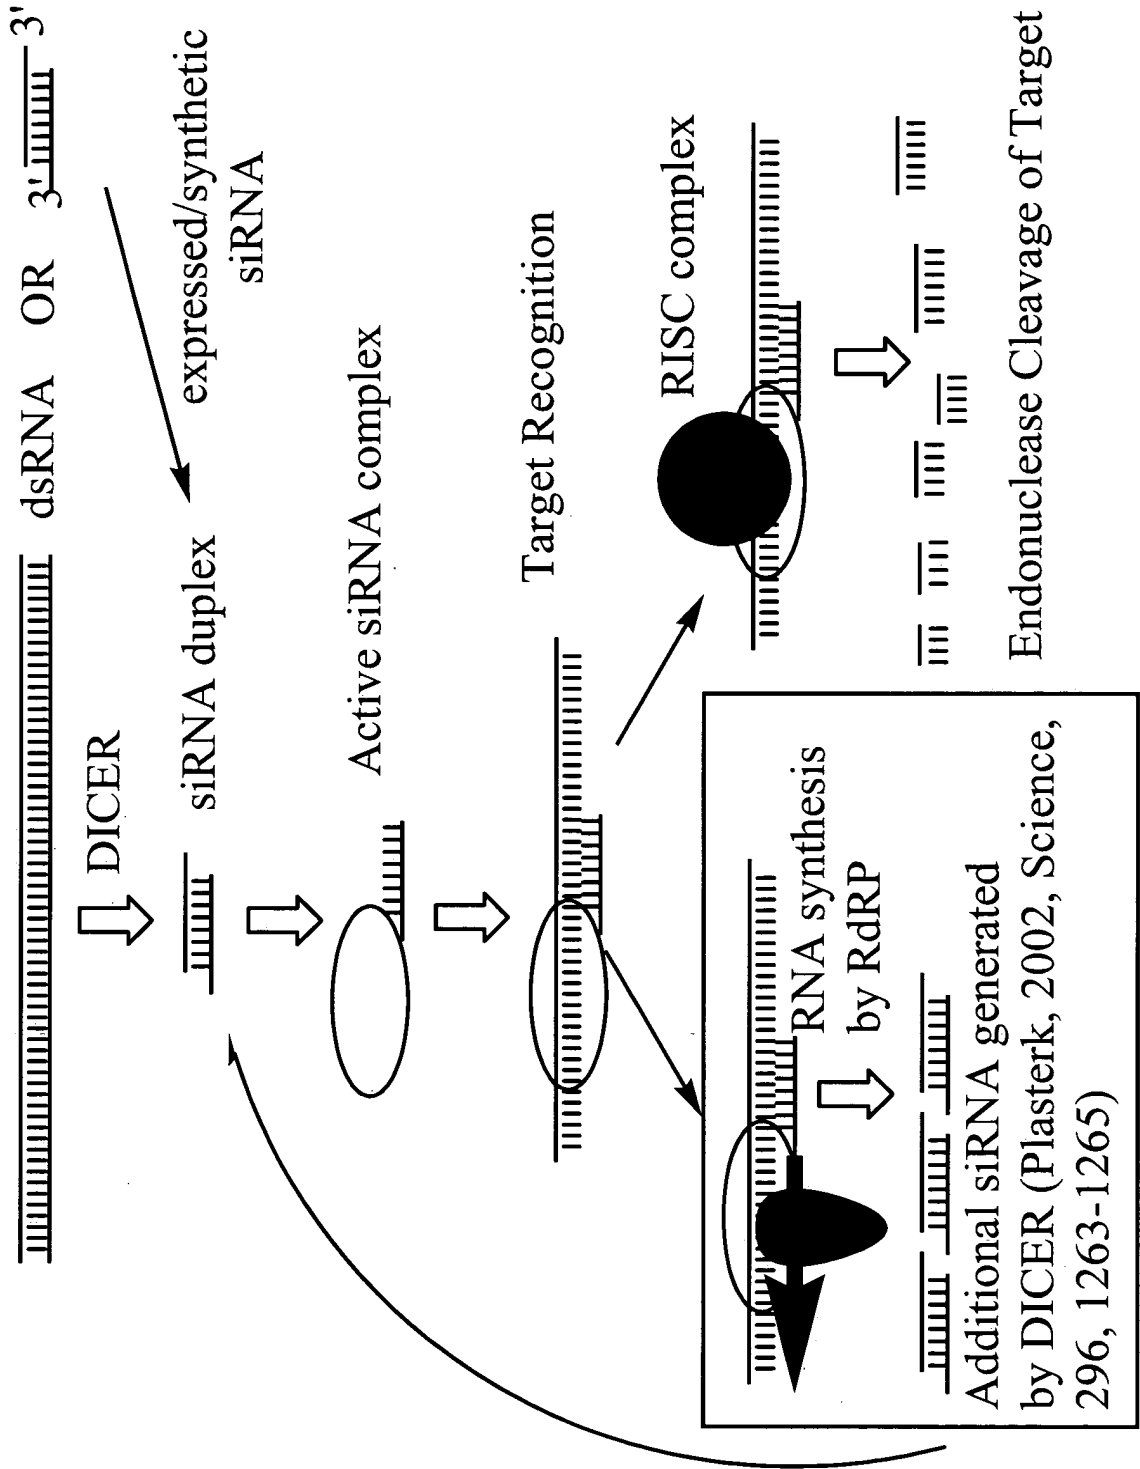 dsRNA OR 3' 3'
DICER
expressed/synthetic
siRNA
siRNA duplex
Active siRNA complex
Target Recognition
RISC complex
RNA synthesis
by RdRP
Endonuclease Cleavage of Target
Additional siRNA generated
by DICER (Plasterk, 2002, Science,
296, 1263-1265)